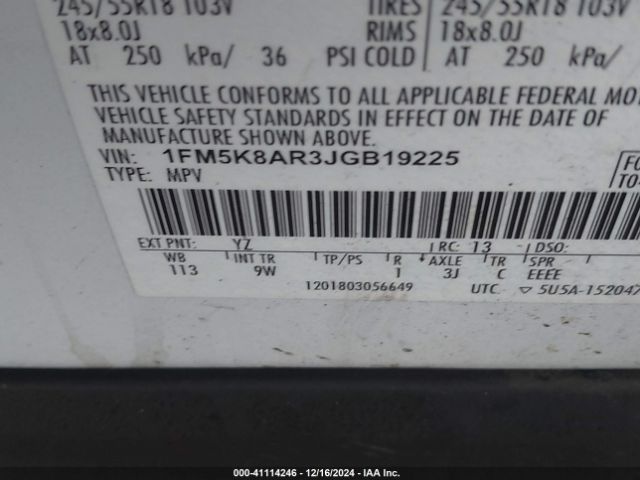 245/55R18 103V TIRES 245/55R18 103V
18x8.0J RIMS 18x8.0J
AT 250 kPa/ 36 PSI COLD AT 250 kPa/
THIS VEHICLE CONFORMS TO ALL APPLICABLE FEDERAL MOT
VEHICLE SAFETY STANDARDS IN EFFECT ON THE DATE OF
MANUFACTURE SHOWN ABOVE.
VIN: 1FM5K8AR3JGB19225
TYPE: MPV
EXT PNT: YZ RC: 13 DSO:
WB INT TR TP/PS R AXLE TR SPR
113 9W 1 3J C EEEE
1201803056649 UTC ▽ 5U5A-152047
© COPART 0-41114246 - 12/16/2024 - IAA Inc.